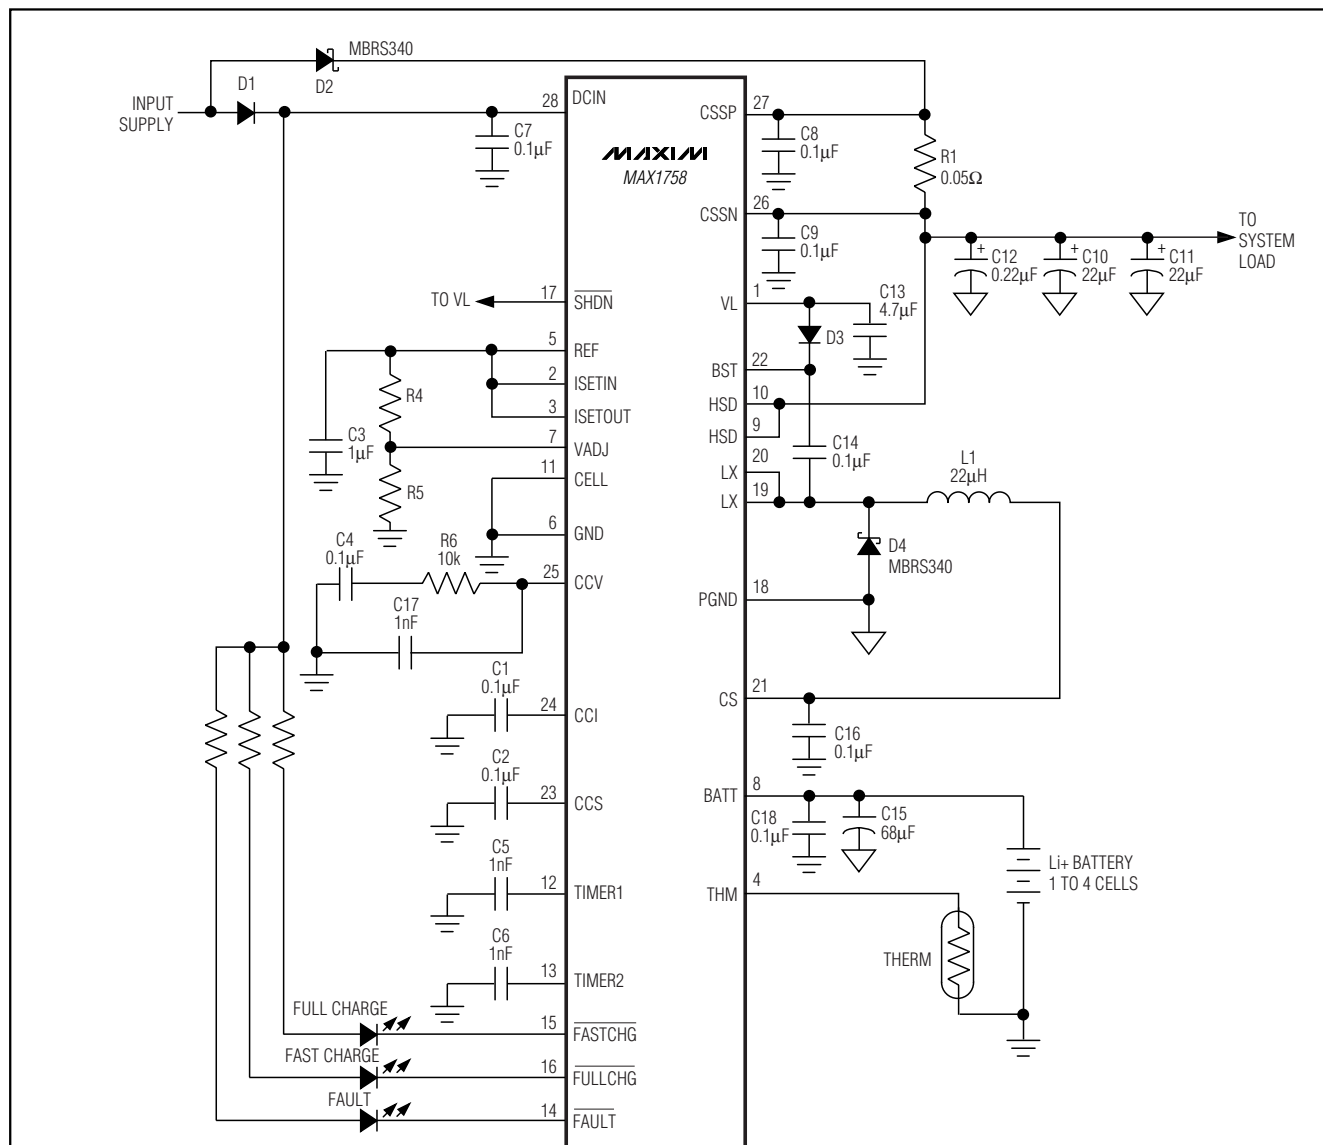 MBRS340
D1
D2
INPUT
SUPPLY
28
DCIN
C7
0.1µF
MAXIM
MAX1758
CSSP
27
C8
0.1µF
R1
0.05Ω
CSSN
26
C9
0.1µF
TO
SYSTEM
LOAD
+
C12
0.22µF
+
C10
22µF
+
C11
22µF
TO VL
17
SHDN
VL
1
C13
4.7µF
D3
5
REF
2
ISETIN
3
ISETOUT
7
VADJ
11
CELL
6
GND
R4
C3
1µF
R5
BST
22
HSD
10
HSD
9
LX
20
LX
19
C14
0.1µF
L1
22µH
D4
MBRS340
C4
0.1µF
R6
10k
25
CCV
C17
1nF
PGND
18
C1
0.1µF
24
CCI
CS
21
C16
0.1µF
C2
0.1µF
23
CCS
BATT
8
C18
0.1µF
C15
68µF
Li+ BATTERY
1 TO 4 CELLS
C5
1nF
12
TIMER1
THM
4
THERM
C6
1nF
13
TIMER2
FULL CHARGE
15
FASTCHG
FAST CHARGE
16
FULLCHG
FAULT
14
FAULT